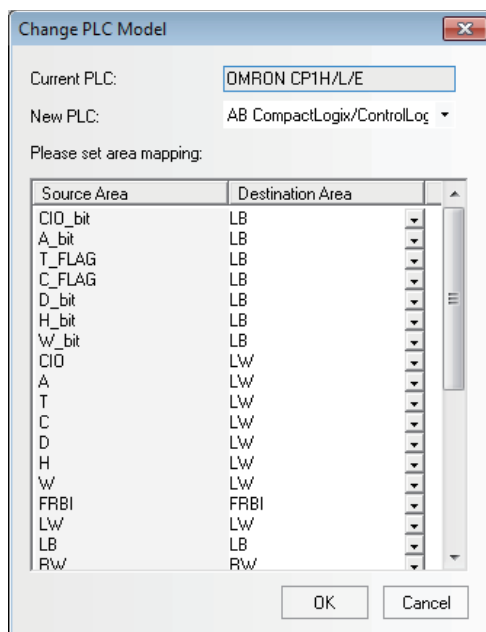 Change PLC Model
Current PLC: OMRON CP1H/L/E
New PLC: AB CompactLogix/ControlLog
Please set area mapping:
Source Area Destination Area
CIO_bit LB
A_bit LB
T_FLAG LB
C_FLAG LB
D_bit LB
H_bit LB
W_bit LB
CIO LW
A LW
T LW
C LW
D LW
H LW
W LW
FRBI FRBI
LW LW
LB LB
RW RW
OK Cancel